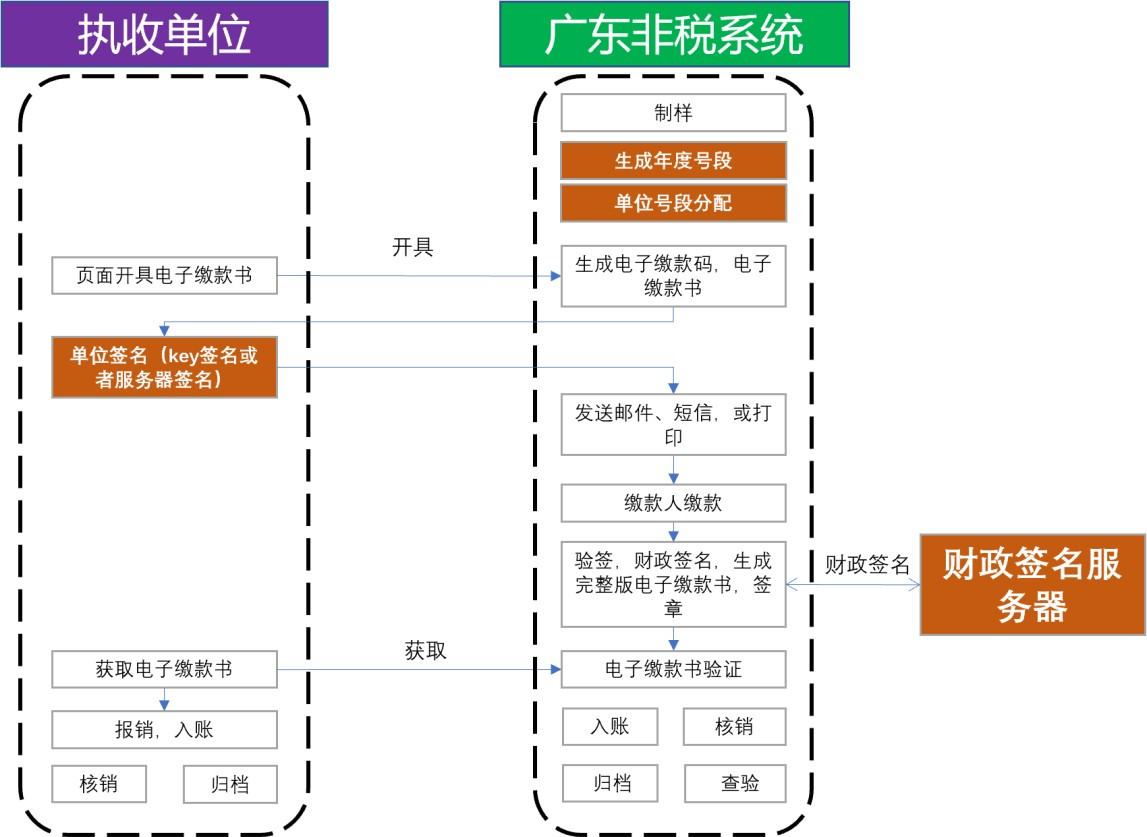 执收单位
广东非税系统
制样
生成年度号段
单位号段分配
开具
页面开具电子缴款书
生成电子缴款码，电子
缴款书
单位签名（key签名或
者服务器签名）
发送邮件、短信，或打
印
缴款人缴款
验签，财政签名，生成
完整版电子缴款书，签
章
财政签名
财政签名服
务器
获取
获取电子缴款书
电子缴款书验证
报销，入账
入账
核销
核销
归档
归档
查验